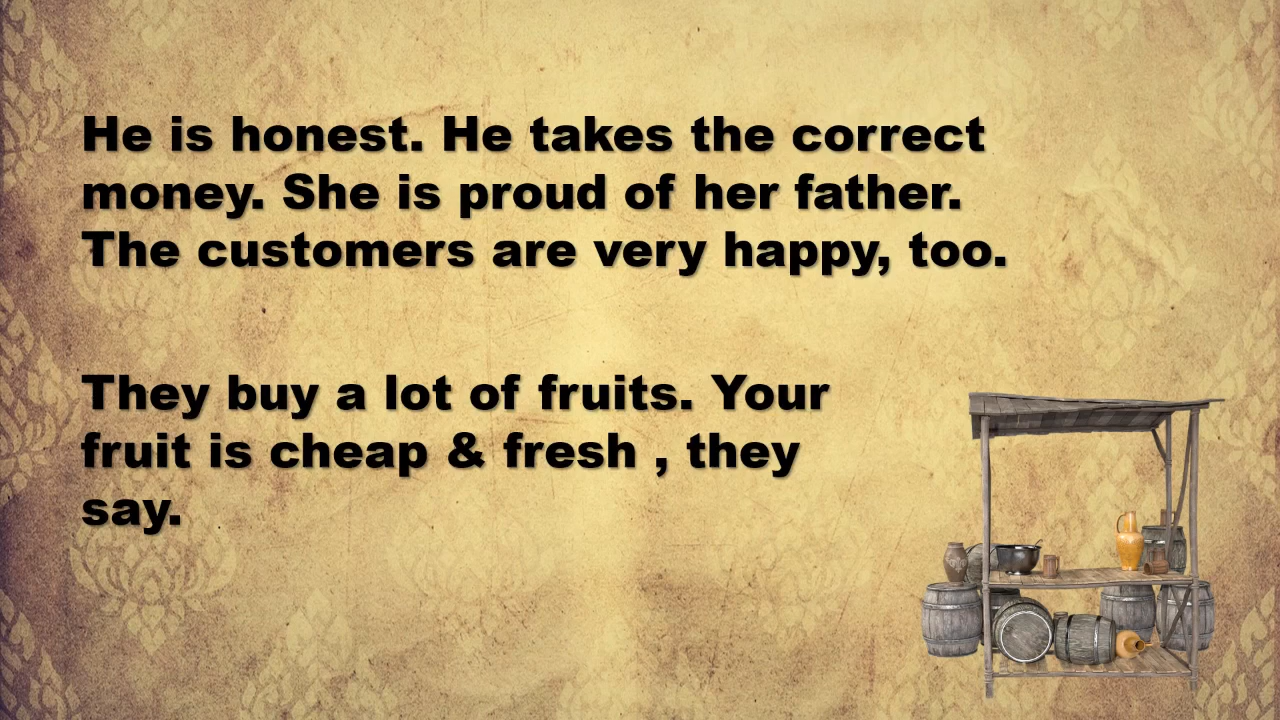 He is honest. He takes the correct
money. She is proud of her father.
The customers are very happy, too.
They buy a lot of fruits. Your
fruit is cheap & fresh , they
say.